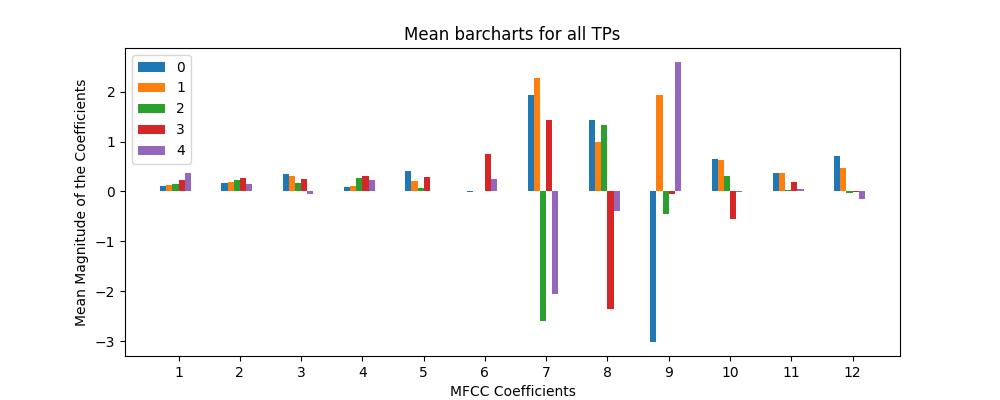 Mean barcharts for all TPs
0
1
2
3
4
2
1
0
−1
−2
−3
Mean Magnitude of the Coefficients
1 2 3 4 5 6 7 8 9 10 11 12
MFCC Coefficients